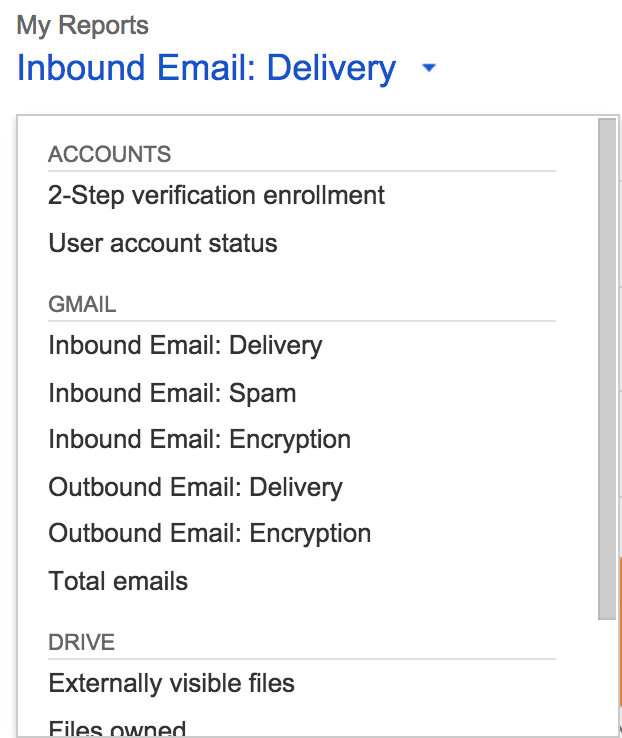 My Reports
Inbound Email: Delivery
ACCOUNTS
2-Step verification enrollment
User account status
GMAIL
Inbound Email: Delivery
Inbound Email: Spam
Inbound Email: Encryption
Outbound Email: Delivery
Outbound Email: Encryption
Total emails
DRIVE
Externally visible files
Files owned